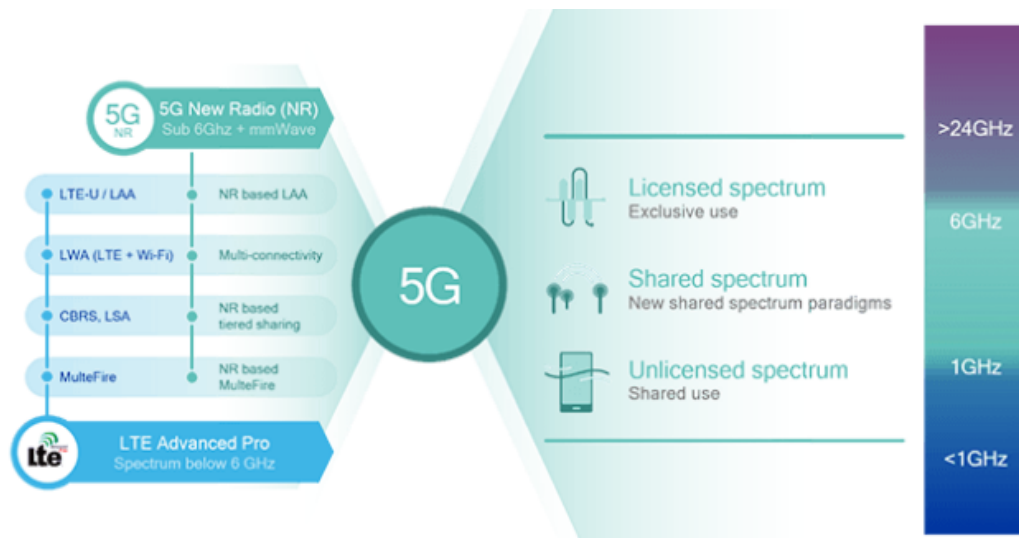 5G
NR
5G New Radio (NR)
Sub 6Ghz + mmWave
LTE-U / LAA
NR based LAA
LWA (LTE + Wi-Fi)
Multi-connectivity
CBRS, LSA
NR based
tiered sharing
MulteFire
NR based
MulteFire
Lte
LTE Advanced Pro
Spectrum below 6 GHz
5G
Licensed spectrum
Exclusive use
Shared spectrum
New shared spectrum paradigms
Unlicensed spectrum
Shared use
>24GHz
6GHz
1GHz
<1GHz